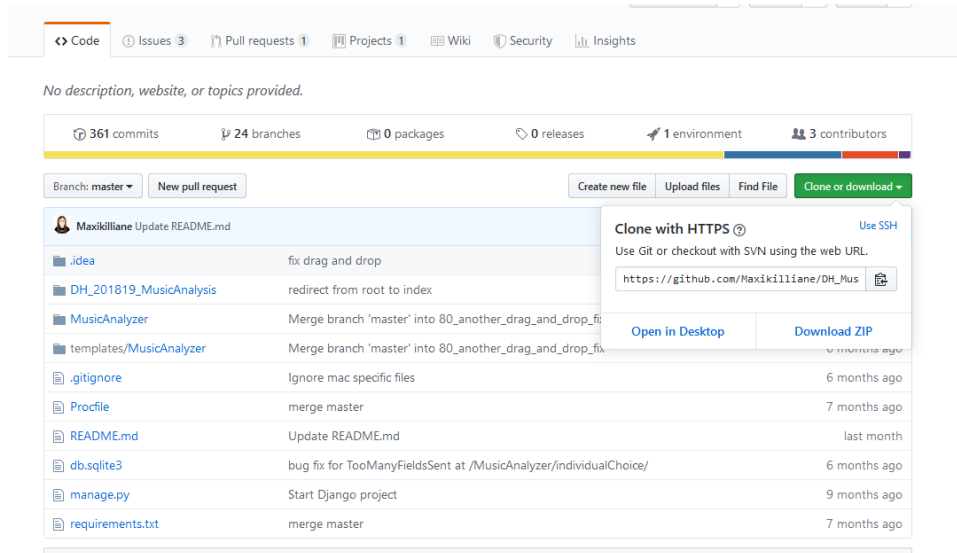 Code Issues 3 Pull requests 1 Projects 1 Wiki Security Insights
No description, website, or topics provided.
361 commits 24 branches 0 packages 0 releases 1 environment 3 contributors
Branch: master New pull request Create new file Upload files Find File Clone or download
Maxikilliane Update README.md
Clone with HTTPS Use SSH
Use Git or checkout with SVN using the web URL.
https://github.com/Maxikilliane/DH_Mus
Open in Desktop Download ZIP
.idea fix drag and drop
DH_201819_MusicAnalysis redirect from root to index
MusicAnalyzer Merge branch 'master' into 80_another_drag_and_drop_fix
templates/MusicAnalyzer Merge branch 'master' into 80_another_drag_and_drop_fix 6 months ago
.gitignore Ignore mac specific files 6 months ago
Procfile merge master 7 months ago
README.md Update README.md last month
db.sqlite3 bug fix for TooManyFieldsSent at /MusicAnalyzer/individualChoice/ 6 months ago
manage.py Start Django project 9 months ago
requirements.txt merge master 7 months ago